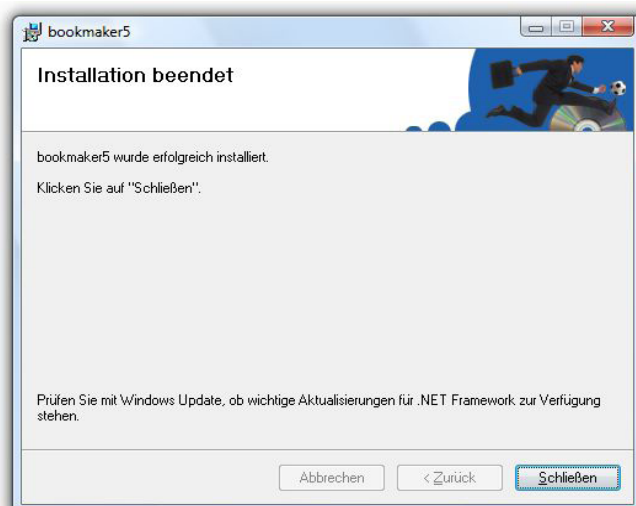 bookmaker5
Installation beendet
bookmaker5 wurde erfolgreich installiert.
Klicken Sie auf "Schließen".
Prüfen Sie mit Windows Update, ob wichtige Aktualisierungen für .NET Framework zur Verfügung
stehen.
Abbrechen < Zurück Schließen